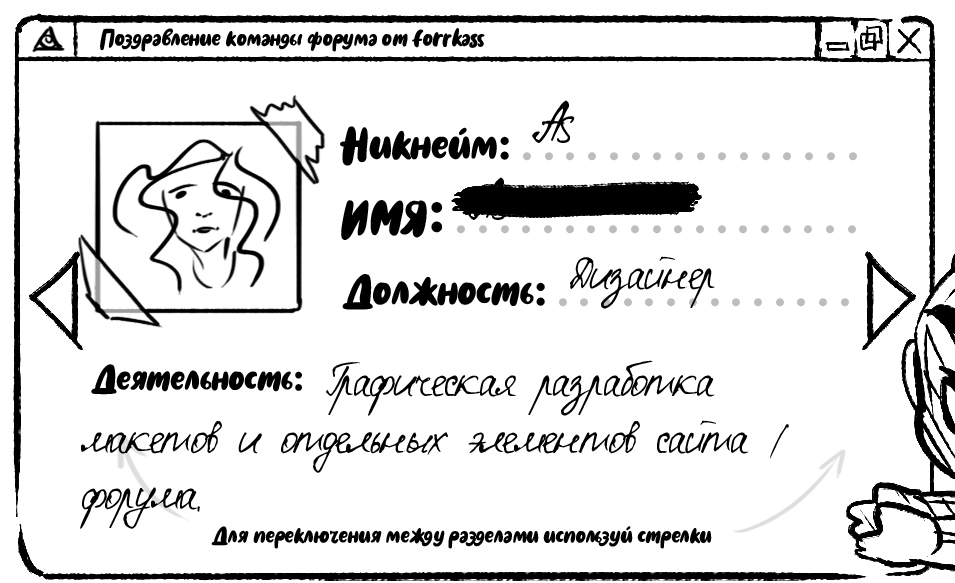 Поздравление команды форума от forrkass
Никнейм: As
ИМЯ:
Должность: Дизайнер
Деятельность: Графическая разработка
макетов и отдельных элементов сайта /
форума.
Для переключения между разделами используй стрелки